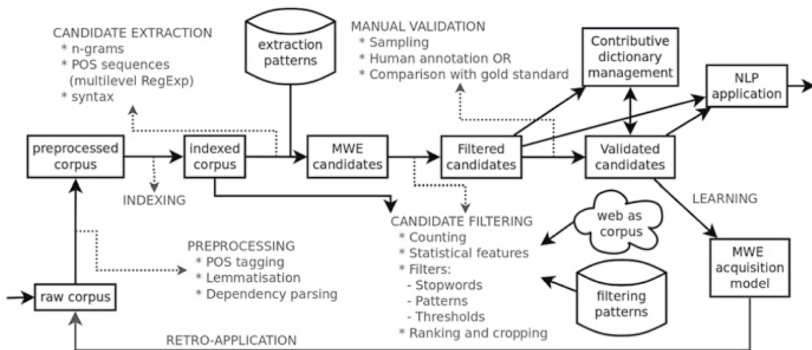 CANDIDATE EXTRACTION
* n-grams
* POS sequences
(multilevel RegExp)
* syntax
extraction
patterns
MANUAL VALIDATION
* Sampling
* Human annotation OR
* Comparison with gold standard
Contributive
dictionary
management
NLP
application
preprocessed
corpus
indexed
corpus
MWE
candidates
Filtered
candidates
Validated
candidates
INDEXING
LEARNING
PREPROCESSING
* POS tagging
* Lemmatisation
* Dependency parsing
CANDIDATE FILTERING
* Counting
* Statistical features
* Filters:
- Stopwords
- Patterns
- Thresholds
* Ranking and cropping
web as
corpus
filtering
patterns
MWE
acquisition
model
raw corpus
RETRO-APPLICATION